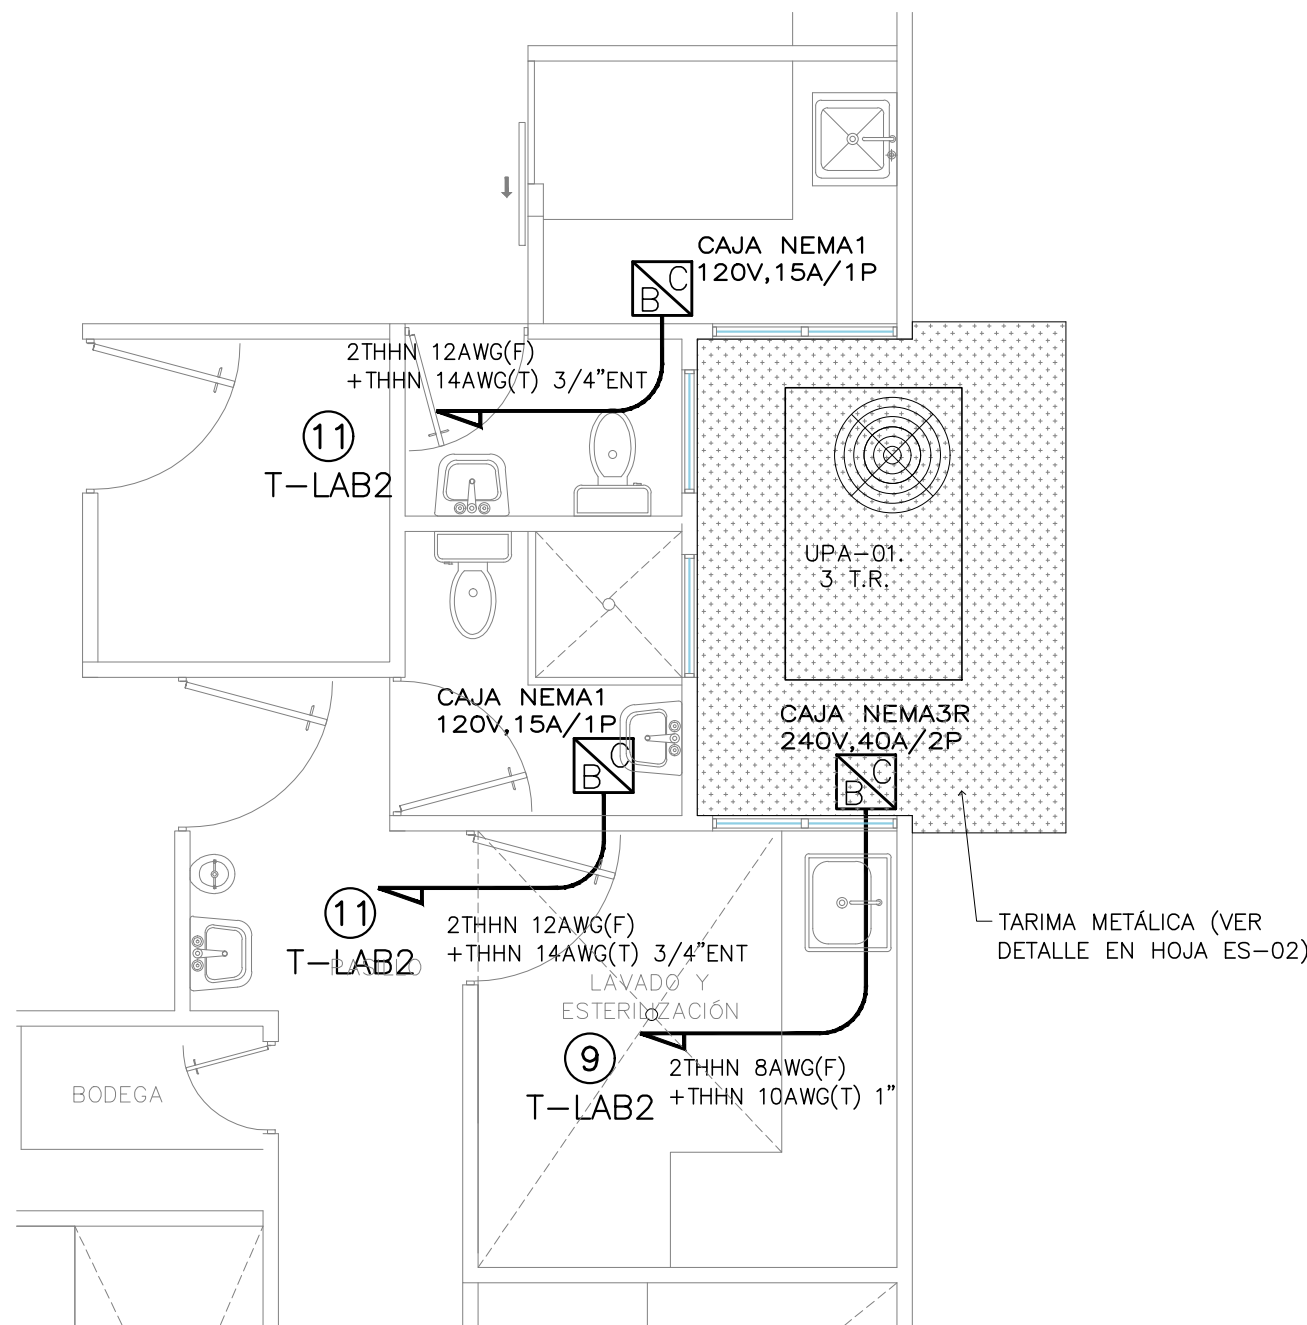 CAJA NEMA1
120V,15A/1P
C
B
2THHN 12AWG(F)
+THHN 14AWG(T) 3/4"ENT
11
T-LAB2
UPA-01.
3 T.R.
CAJA NEMA1
120V,15A/1P
C
B
CAJA NEMA3R
240V,40A/2P
C
B
11
T-LAB2
PASILLO
2THHN 12AWG(F)
+THHN 14AWG(T) 3/4"ENT
TARIMA METÁLICA (VER
DETALLE EN HOJA ES-02)
LAVADO Y
ESTERILIZACIÓN
9
T-LAB2
2THHN 8AWG(F)
+THHN 10AWG(T) 1"
BODEGA